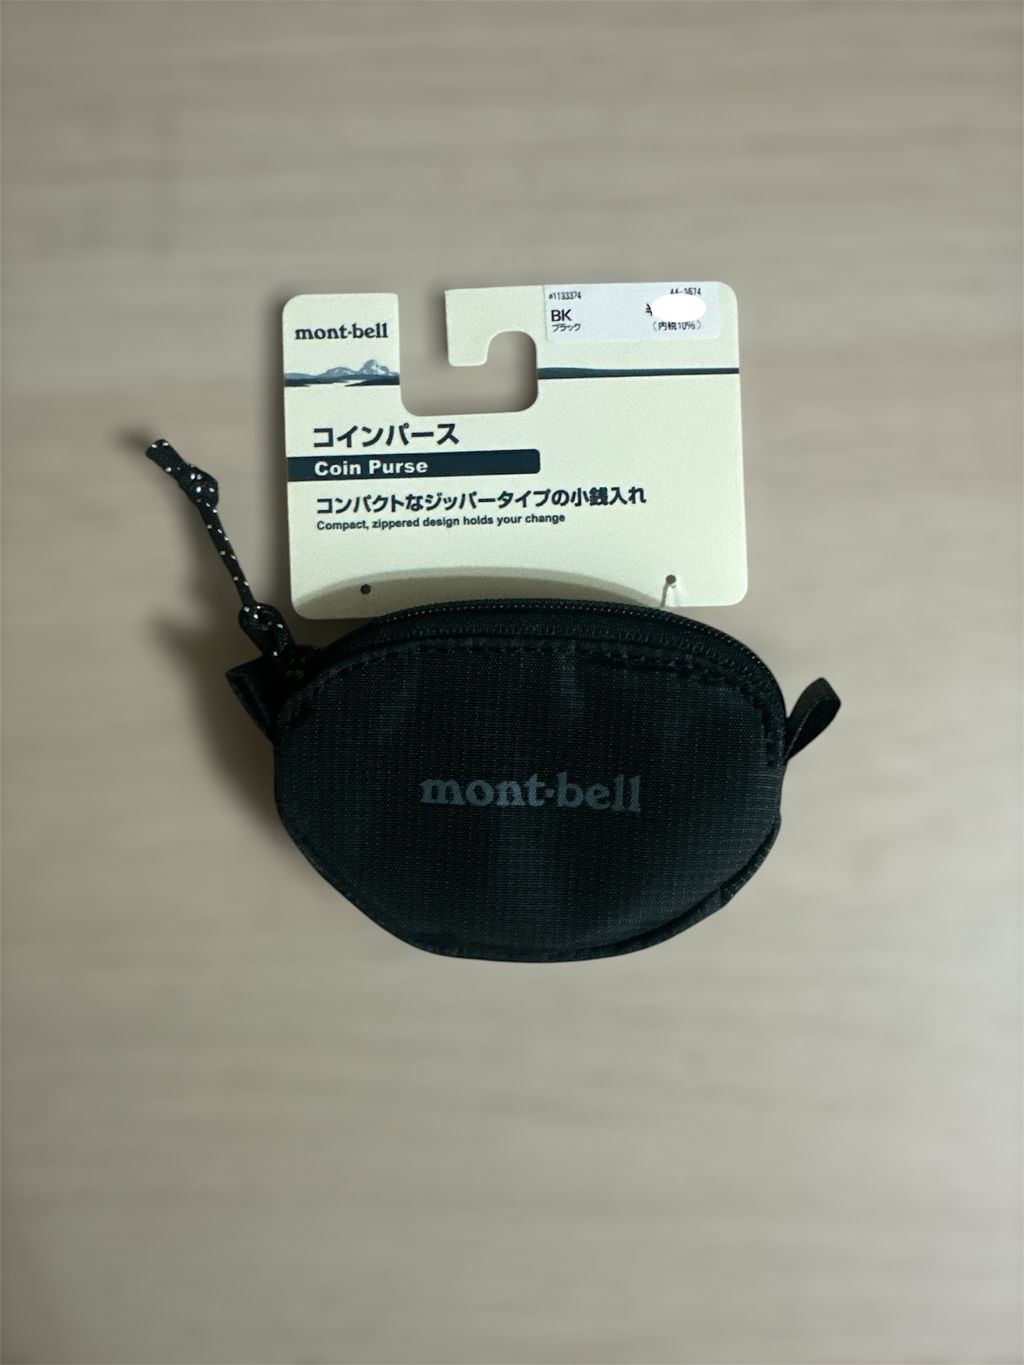 mont-bell
#1133374
BK
ブラック
(内税10%)
コインパース
Coin Purse
コンパクトなジッパータイプの小銭入れ
Compact, zippered design holds your change
mont-bell